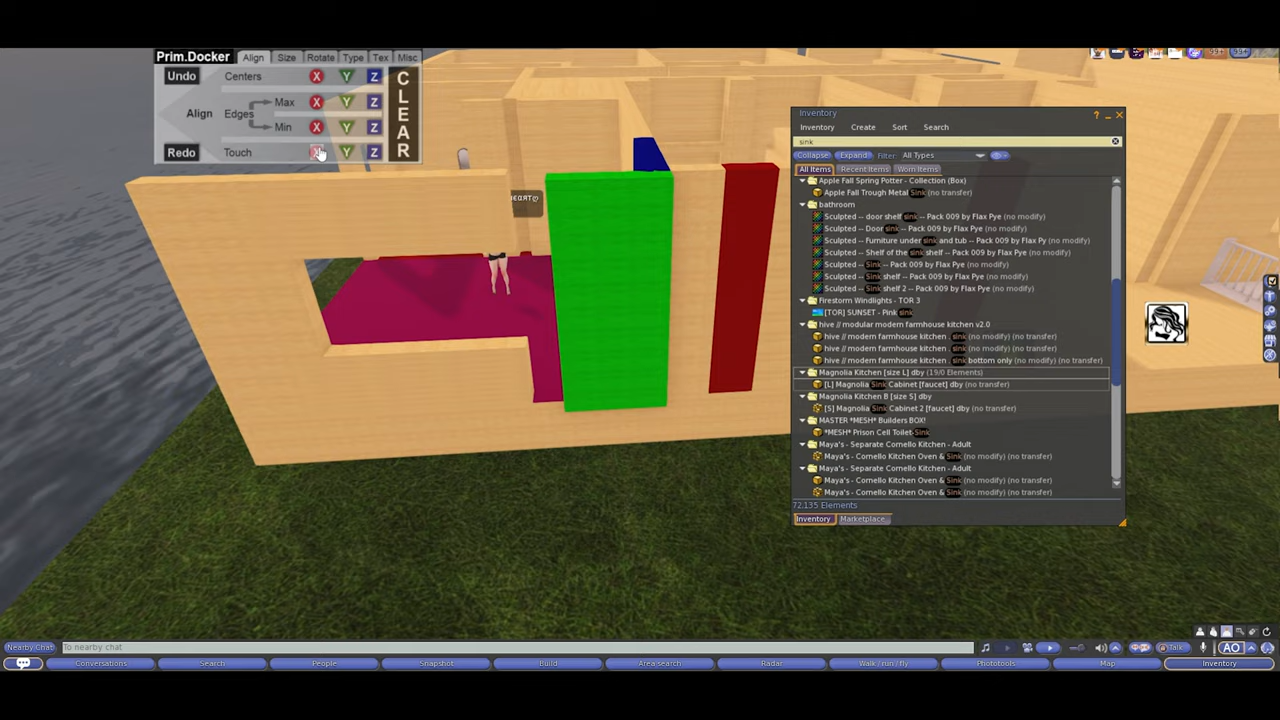 Prim.Docker Align Size Rotate Type Tex Misc
Undo Centers X Y Z
Align Edges Max X Y Z
Min X Y Z
Redo Touch X Y Z
CLEAR
99+ 99+
Inventory
Inventory Create Sort Search
sink
Collapse Expand Filter: All Types
All Items Recent Items Worn Items
Apple Fall Spring Potter - Collection (Box)
Apple Fall Trough Metal Sink (no transfer)
bathroom
Sculpted -- door shelf sink -- Pack 009 by Flax Pye (no modify)
Sculpted -- Door sink -- Pack 009 by Flax Pye (no modify)
Sculpted -- Furniture under sink and tub -- Pack 009 by Flax Py (no modify)
Sculpted -- Shelf of the sink shelf -- Pack 009 by Flax Pye (no modify)
Sculpted -- Sink -- Pack 009 by Flax Pye (no modify)
Sculpted -- Sink shelf -- Pack 009 by Flax Pye (no modify)
Sculpted -- Sink shelf 2 -- Pack 009 by Flax Pye (no modify)
Firestorm Windlights - TOR 3
[TOR] SUNSET - Pink sink
hive // modular modern farmhouse kitchen v2.0
hive // modern farmhouse kitchen . sink (no modify) (no transfer)
hive // modern farmhouse kitchen . sink (no modify) (no transfer)
hive // modern farmhouse kitchen . sink bottom only (no modify) (no transfer)
Magnolia Kitchen [size L] dby (19/0 Elements)
[L] Magnolia Sink Cabinet [faucet] dby (no transfer)
Magnolia Kitchen B [size S] dby
[S] Magnolia Sink Cabinet 2 [faucet] dby (no transfer)
MASTER *MESH* Builders BOX!
*MESH* Prison Cell Toilet-Sink
Maya's - Separate Cornello Kitchen - Adult
Maya's - Cornello Kitchen Oven & Sink (no modify) (no transfer)
Maya's - Separate Cornello Kitchen - Adult
Maya's - Cornello Kitchen Oven & Sink (no modify) (no transfer)
Maya's - Cornello Kitchen Oven & Sink (no modify) (no transfer)
72.135 Elements
Inventory Marketplace
Nearby Chat To nearby chat Talk AO
Conversations Search People Snapshot Build Area search Radar Walk / run / fly Phototools Map Inventory